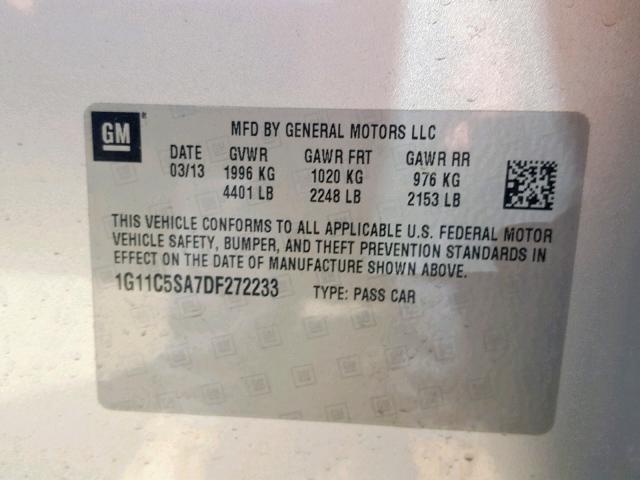 GM
MFD BY GENERAL MOTORS LLC
DATE GVWR GAWR FRT GAWR RR
03/13 1996 KG 1020 KG 976 KG
4401 LB 2248 LB 2153 LB
THIS VEHICLE CONFORMS TO ALL APPLICABLE U.S. FEDERAL MOTOR
VEHICLE SAFETY, BUMPER, AND THEFT PREVENTION STANDARDS IN
EFFECT ON THE DATE OF MANUFACTURE SHOWN ABOVE.
1G11C5SA7DF272233 TYPE: PASS CAR